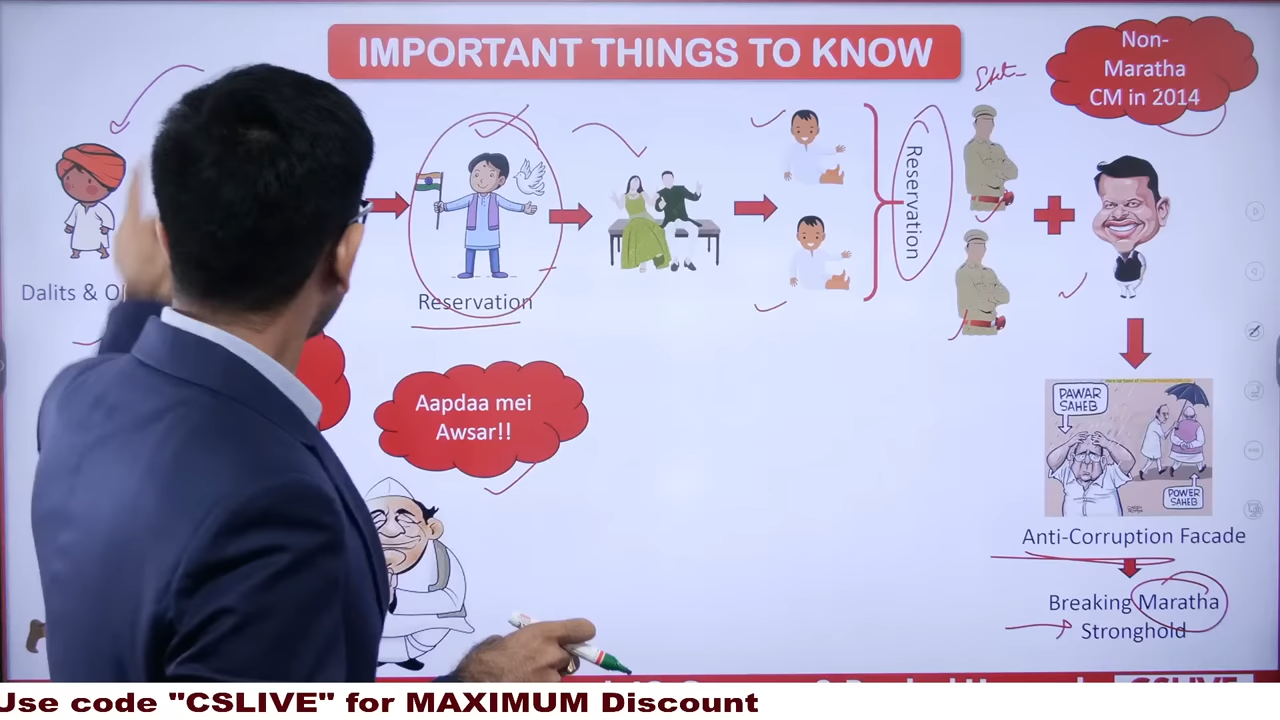 IMPORTANT THINGS TO KNOW
Non-
Maratha
CM in 2014
Dalits &
Reservation
Reservation
Aapdaa mei
Awsar!!
PAWAR
SAHEB
POWER
SAHEB
Anti-Corruption Facade
Breaking Maratha
Stronghold
Use code "CSLIVE" for MAXIMUM Discount